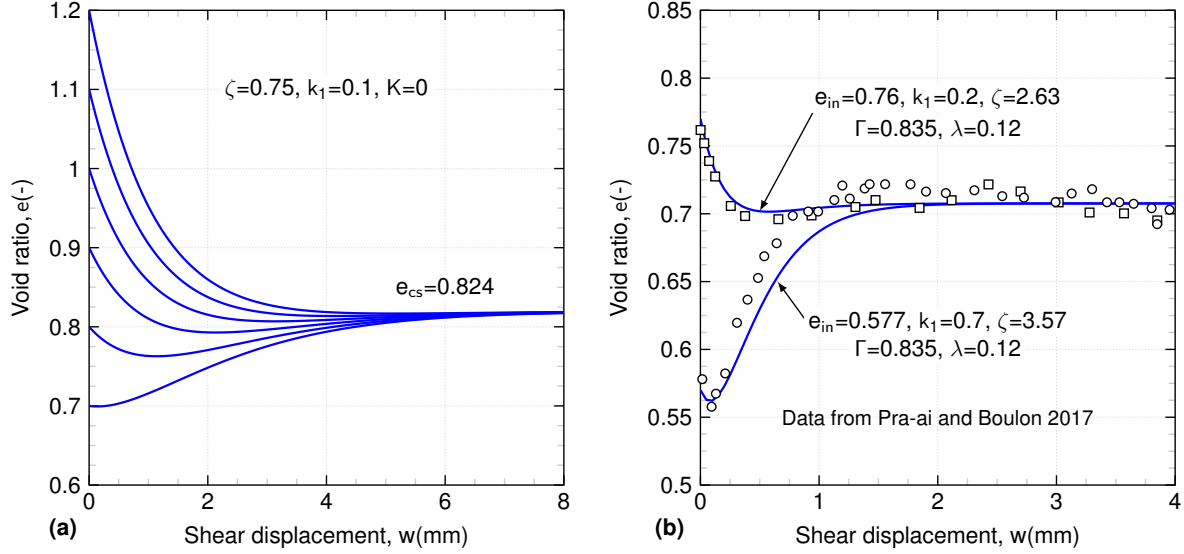 1.2
1.1
1
0.9
0.8
0.7
0.6
Void ratio, e(-)
ζ=0.75, k1=0.1, K=0
ecs=0.824
0 2 4 6 8
(a) Shear displacement, w(mm)
0.85
0.8
0.75
0.7
0.65
0.6
0.55
0.5
Void ratio, e(-)
ein=0.76, k1=0.2, ζ=2.63
Γ=0.835, λ=0.12
ein=0.577, k1=0.7, ζ=3.57
Γ=0.835, λ=0.12
Data from Pra-ai and Boulon 2017
0 1 2 3 4
(b) Shear displacement, w(mm)